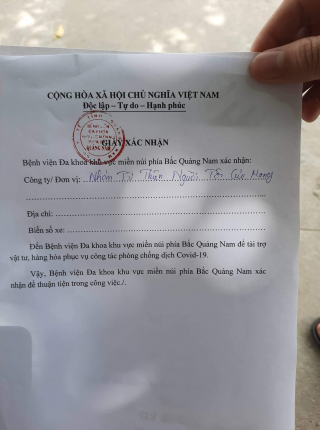 CỘNG HÒA XÃ HỘI CHỦ NGHĨA VIỆT NAM
Độc lập – Tự do – Hạnh phúc
GIẤY XÁC NHẬN
Bệnh viện Đa khoa khu vực miền núi phía Bắc Quảng Nam xác nhận:
Công ty/ Đơn vị: Nhóm Từ Thiện Người Tôi Cưu Mang
Địa chỉ:
Biển số xe:
Đến Bệnh viện Đa khoa khu vực miền núi phía Bắc Quảng Nam để tài trợ
vật tư, hàng hóa phục vụ công tác phòng chống dịch Covid-19.
Vậy, Bệnh viện Đa khoa khu vực miền núi phía Bắc Quảng Nam xác
nhận để thuận tiện trong công việc./.